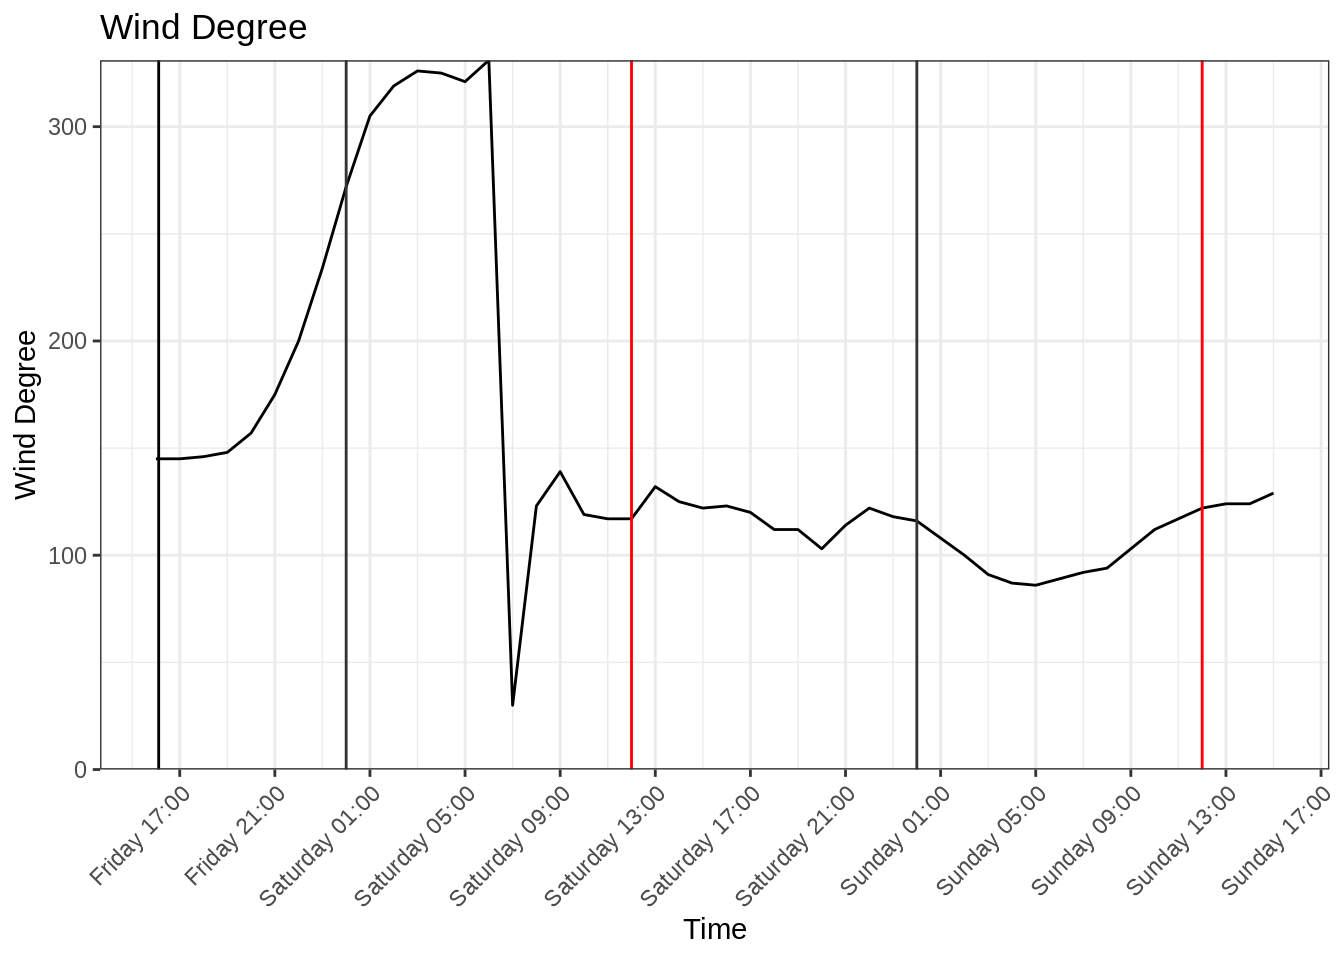 Wind Degree
Wind Degree
300
200
100
0
Friday 17:00
Friday 21:00
Saturday 01:00
Saturday 05:00
Saturday 09:00
Saturday 13:00
Saturday 17:00
Saturday 21:00
Sunday 01:00
Sunday 05:00
Sunday 09:00
Sunday 13:00
Sunday 17:00
Time